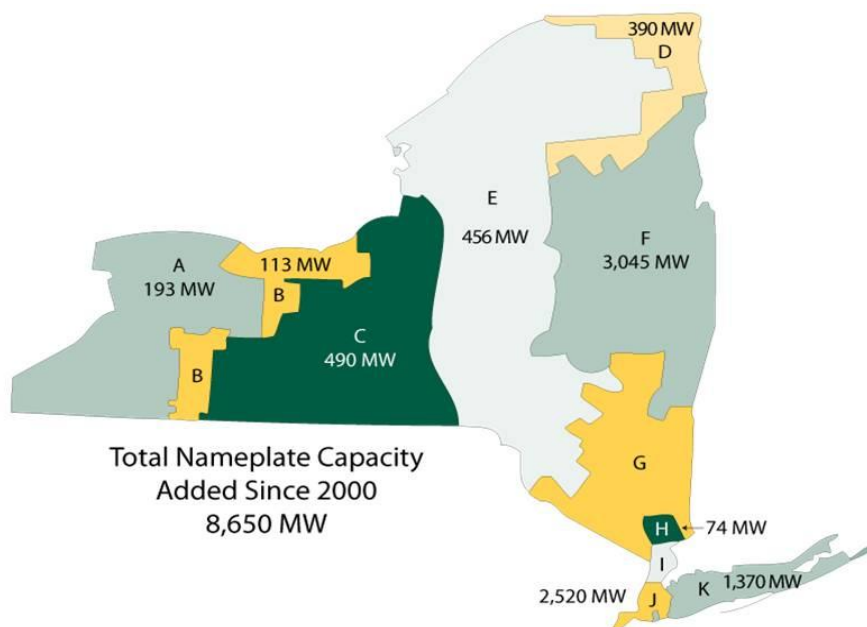 390 MW
D
E
456 MW
F
3,045 MW
A
193 MW
113 MW
B
C
490 MW
B
Total Nameplate Capacity
Added Since 2000
8,650 MW
G
H
74 MW
I
K 1,370 MW
2,520 MW
J